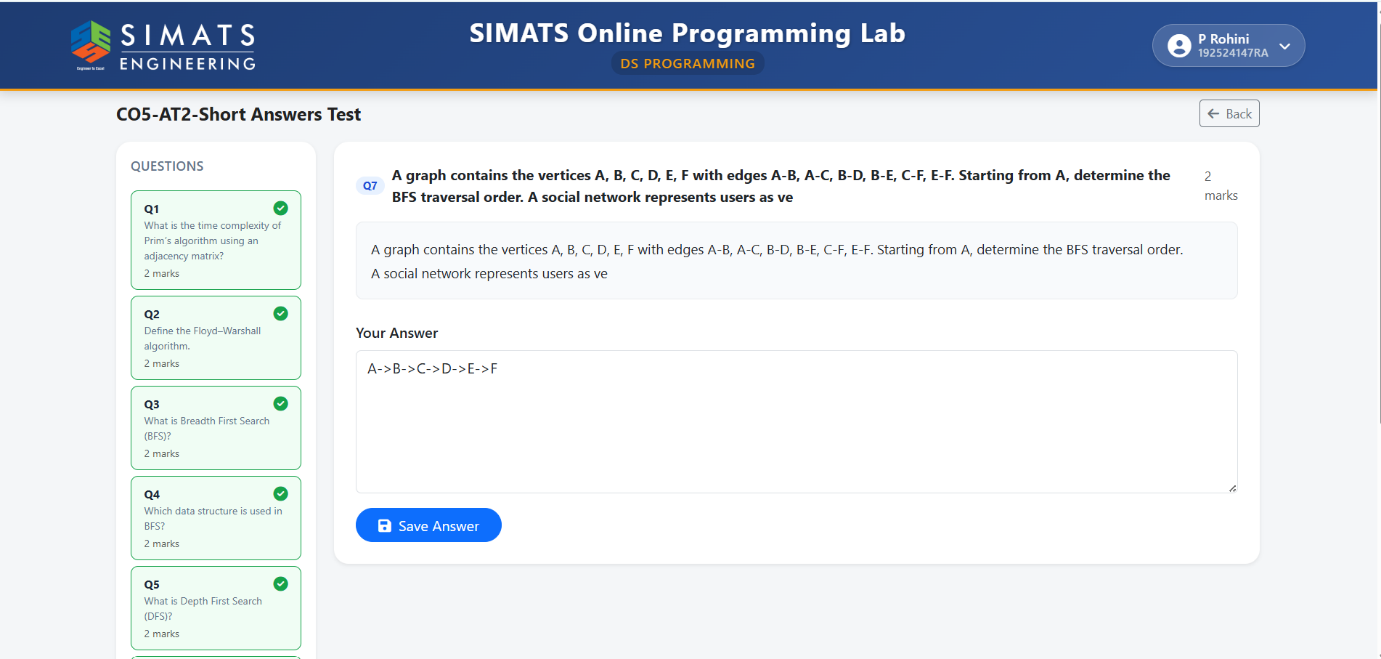 SIMATS
ENGINEERING
Engineer to Excel
SIMATS Online Programming Lab
DS PROGRAMMING
P Rohini
192524147RA
CO5-AT2-Short Answers Test
← Back
QUESTIONS
Q1
What is the time complexity of
Prim's algorithm using an
adjacency matrix?
2 marks
Q2
Define the Floyd–Warshall
algorithm.
2 marks
Q3
What is Breadth First Search
(BFS)?
2 marks
Q4
Which data structure is used in
BFS?
2 marks
Q5
What is Depth First Search
(DFS)?
2 marks
Q7
A graph contains the vertices A, B, C, D, E, F with edges A-B, A-C, B-D, B-E, C-F, E-F. Starting from A, determine the
BFS traversal order. A social network represents users as ve
2
marks
A graph contains the vertices A, B, C, D, E, F with edges A-B, A-C, B-D, B-E, C-F, E-F. Starting from A, determine the BFS traversal order.
A social network represents users as ve
Your Answer
A->B->C->D->E->F
Save Answer